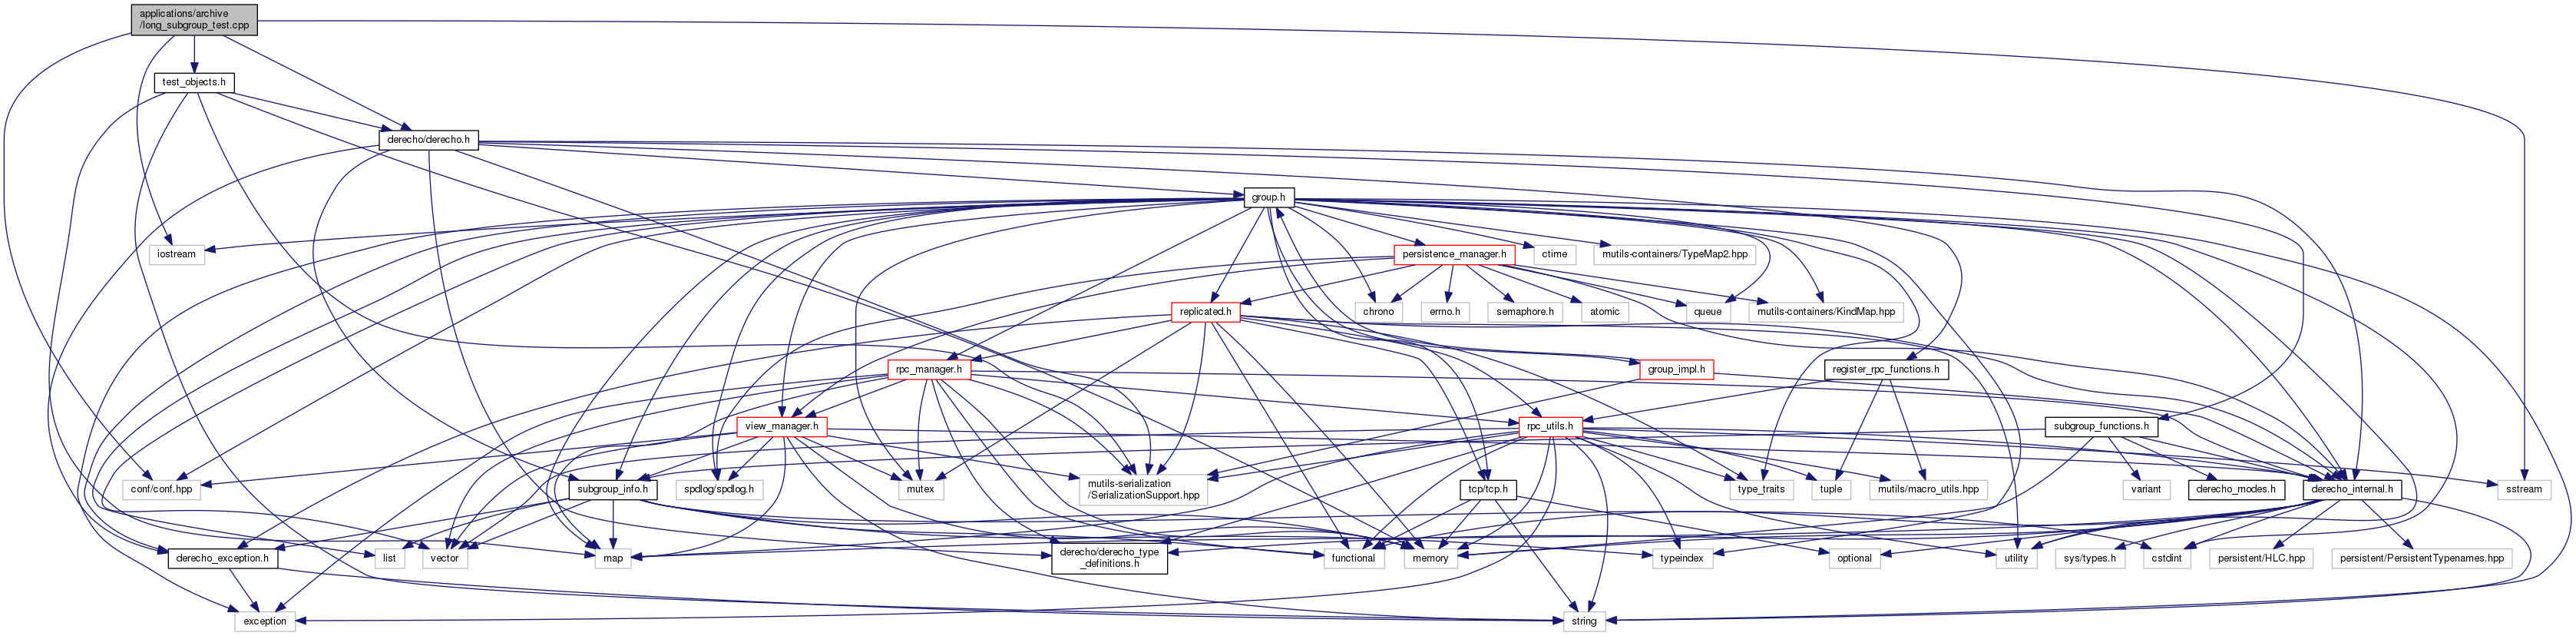 applications/archive
/long_subgroup_test.cpp
test_objects.h
derecho/derecho.h
group.h
iostream
persistence_manager.h
ctime
mutils-containers/TypeMap2.hpp
replicated.h
chrono
errno.h
semaphore.h
atomic
queue
mutils-containers/KindMap.hpp
rpc_manager.h
group_impl.h
register_rpc_functions.h
view_manager.h
rpc_utils.h
subgroup_functions.h
conf/conf.hpp
subgroup_info.h
spdlog/spdlog.h
mutex
mutils-serialization
/SerializationSupport.hpp
tcp/tcp.h
type_traits
tuple
mutils/macro_utils.hpp
variant
derecho_modes.h
derecho_internal.h
sstream
derecho_exception.h
list
vector
map
derecho/derecho_type
_definitions.h
functional
memory
typeindex
optional
utility
sys/types.h
cstdint
persistent/HLC.hpp
persistent/PersistentTypenames.hpp
exception
string